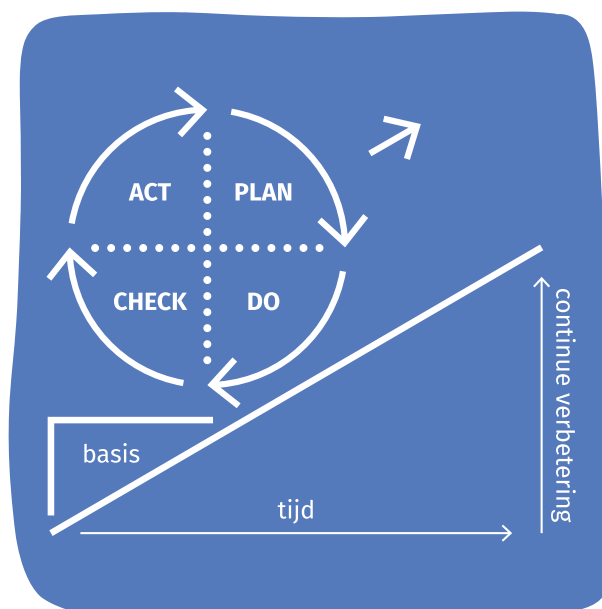 ACT
PLAN
CHECK
DO
basis
tijd
continue verbetering